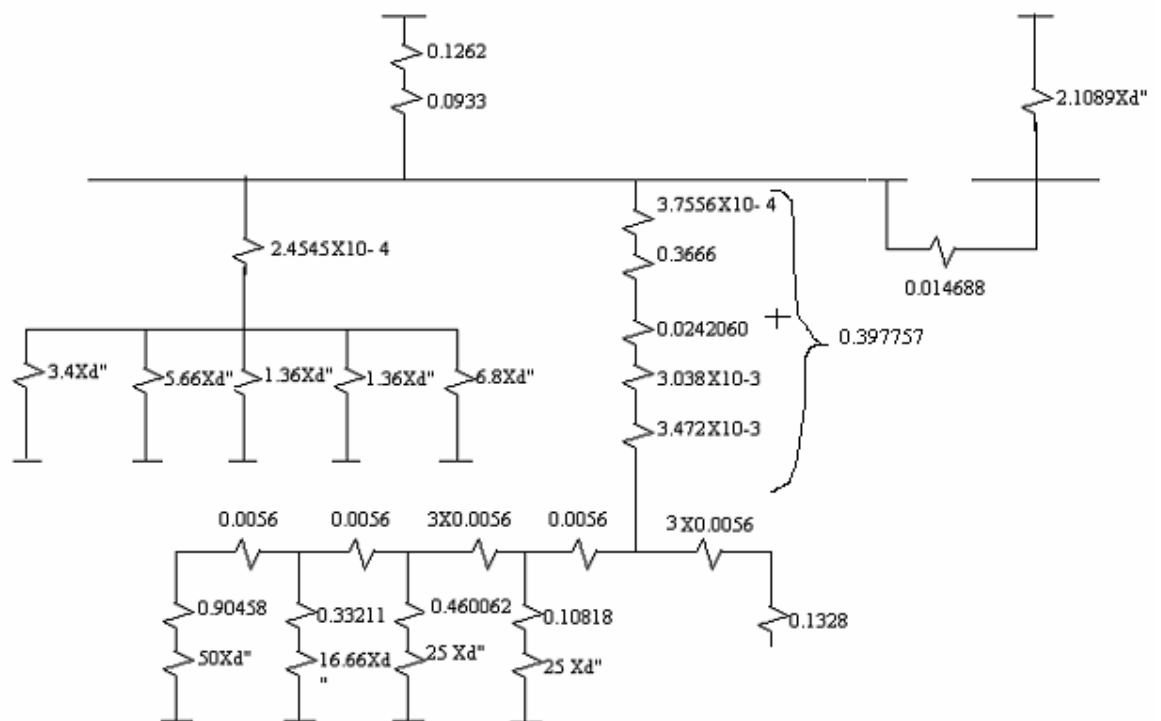 0.1262
0.0933
2.1089Xd"
3.7556X10- 4
2.4545X10- 4
0.3666
0.014688
0.0242060
+
0.397757
3.4Xd"
5.66Xd"
1.36Xd"
1.36Xd"
6.8Xd"
3.038X10-3
3.472X10-3
0.0056
0.0056
3X0.0056
0.0056
3 X0.0056
0.90458
0.33211
0.460062
0.10818
0.1328
50Xd"
16.66Xd
"
25 Xd"
25 Xd"